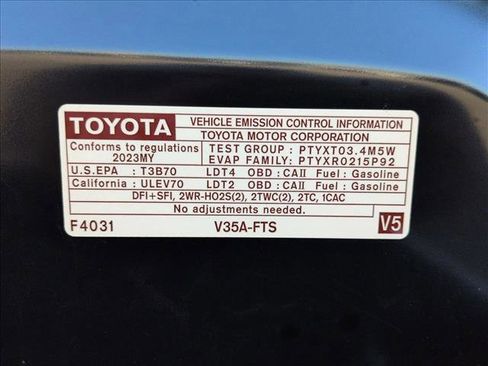 TOYOTA VEHICLE EMISSION CONTROL INFORMATION
TOYOTA MOTOR CORPORATION
Conforms to regulations TEST GROUP : PTYXT03.4M5W
2023MY EVAP FAMILY: PTYXR0215P92
U.S.EPA : T3B70 LDT4 OBD : CAII Fuel : Gasoline
California : ULEV70 LDT2 OBD : CAII Fuel : Gasoline
DFI+SFI, 2WR-HO2S(2), 2TWC(2), 2TC, 1CAC
No adjustments needed.
F4031 V35A-FTS V5